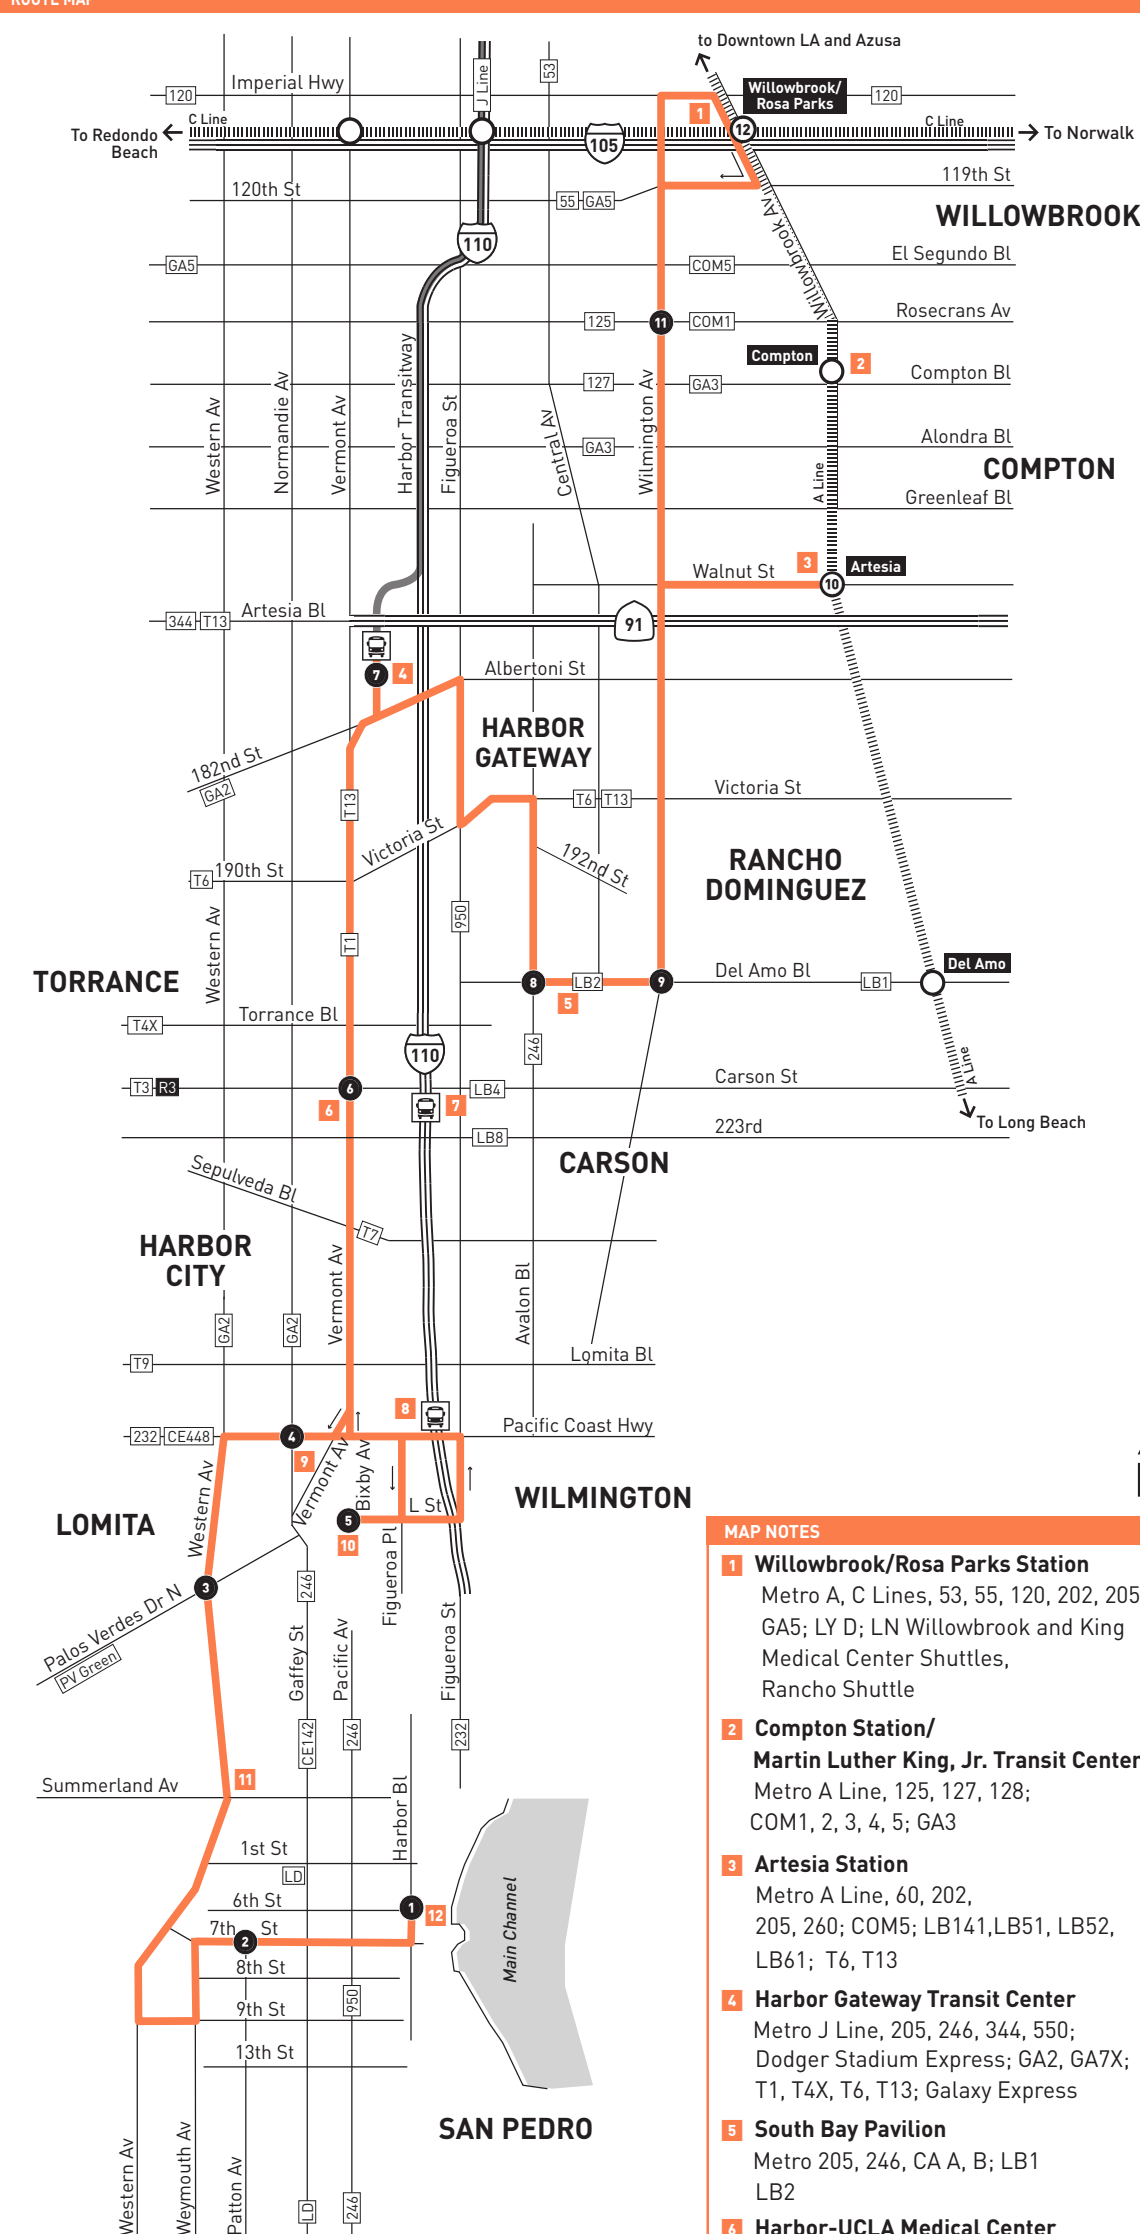 to Downtown LA and Azusa
Imperial Hwy
J Line
53
120
Willowbrook/
Rosa Parks
120
1
12
C Line
C Line
To Redondo
Beach
To Norwalk
105
120th St
55
GA5
119th St
WILLOWBROOK
Willowbrook Av
110
GA5
COM5
El Segundo Bl
125
11
COM1
Rosecrans Av
Compton
2
127
GA3
Compton Bl
Western Av
Normandie Av
Vermont Av
Harbor Transitway
Figueroa St
Central Av
Wilmington Av
GA3
Alondra Bl
COMPTON
A Line
Greenleaf Bl
3
Artesia
Walnut St
10
344
T13
Artesia Bl
91
7
4
Albertoni St
HARBOR
GATEWAY
182nd St
GA2
T13
T6
T13
Victoria St
Victoria St
192nd St
RANCHO
DOMINGUEZ
T6
190th St
950
Western Av
T1
TORRANCE
Del Amo
8
LB2
9
Del Amo Bl
LB1
5
T4X
Torrance Bl
246
110
A Line
T3
R3
6
LB4
Carson St
6
7
To Long Beach
LB8
223rd
CARSON
Sepulveda Bl
T7
HARBOR
CITY
Vermont Av
Avalon Bl
GA2
GA2
T9
Lomita Bl
8
232
CE448
4
Pacific Coast Hwy
9
Vermont Av
Bixby Av
Western Av
L St
WILMINGTON
LOMITA
5
10
Figueroa Pl
3
246
Palos Verdes Dr N
PV Green
Gaffey St
Pacific Av
Figueroa St
CE142
246
232
11
Summerland Av
Harbor Bl
1st St
LD
6th St
1
12
7th St
2
8th St
950
9th St
13th St
Main Channel
SAN PEDRO
Western Av
Weymouth Av
Patton Av
LD
246
MAP NOTES
1 Willowbrook/Rosa Parks Station
Metro A, C Lines, 53, 55, 120, 202, 205
GA5; LY D; LN Willowbrook and King
Medical Center Shuttles,
Rancho Shuttle
2 Compton Station/
Martin Luther King, Jr. Transit Center
Metro A Line, 125, 127, 128;
COM1, 2, 3, 4, 5; GA3
3 Artesia Station
Metro A Line, 60, 202,
205, 260; COM5; LB141,LB51, LB52,
LB61; T6, T13
4 Harbor Gateway Transit Center
Metro J Line, 205, 246, 344, 550;
Dodger Stadium Express; GA2, GA7X;
T1, T4X, T6, T13; Galaxy Express
5 South Bay Pavilion
Metro 205, 246, CA A, B; LB1
LB2
6 Harbor-UCLA Medical Center